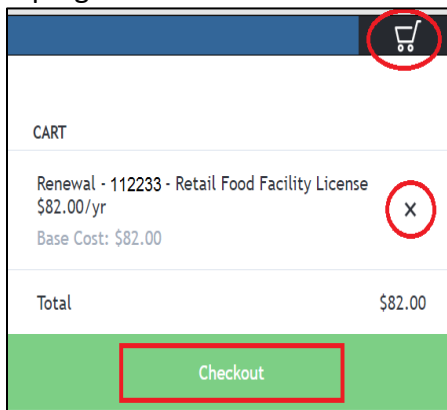 CART
Renewal - 112233 - Retail Food Facility License
$82.00/yr
×
Base Cost: $82.00
Total $82.00
Checkout